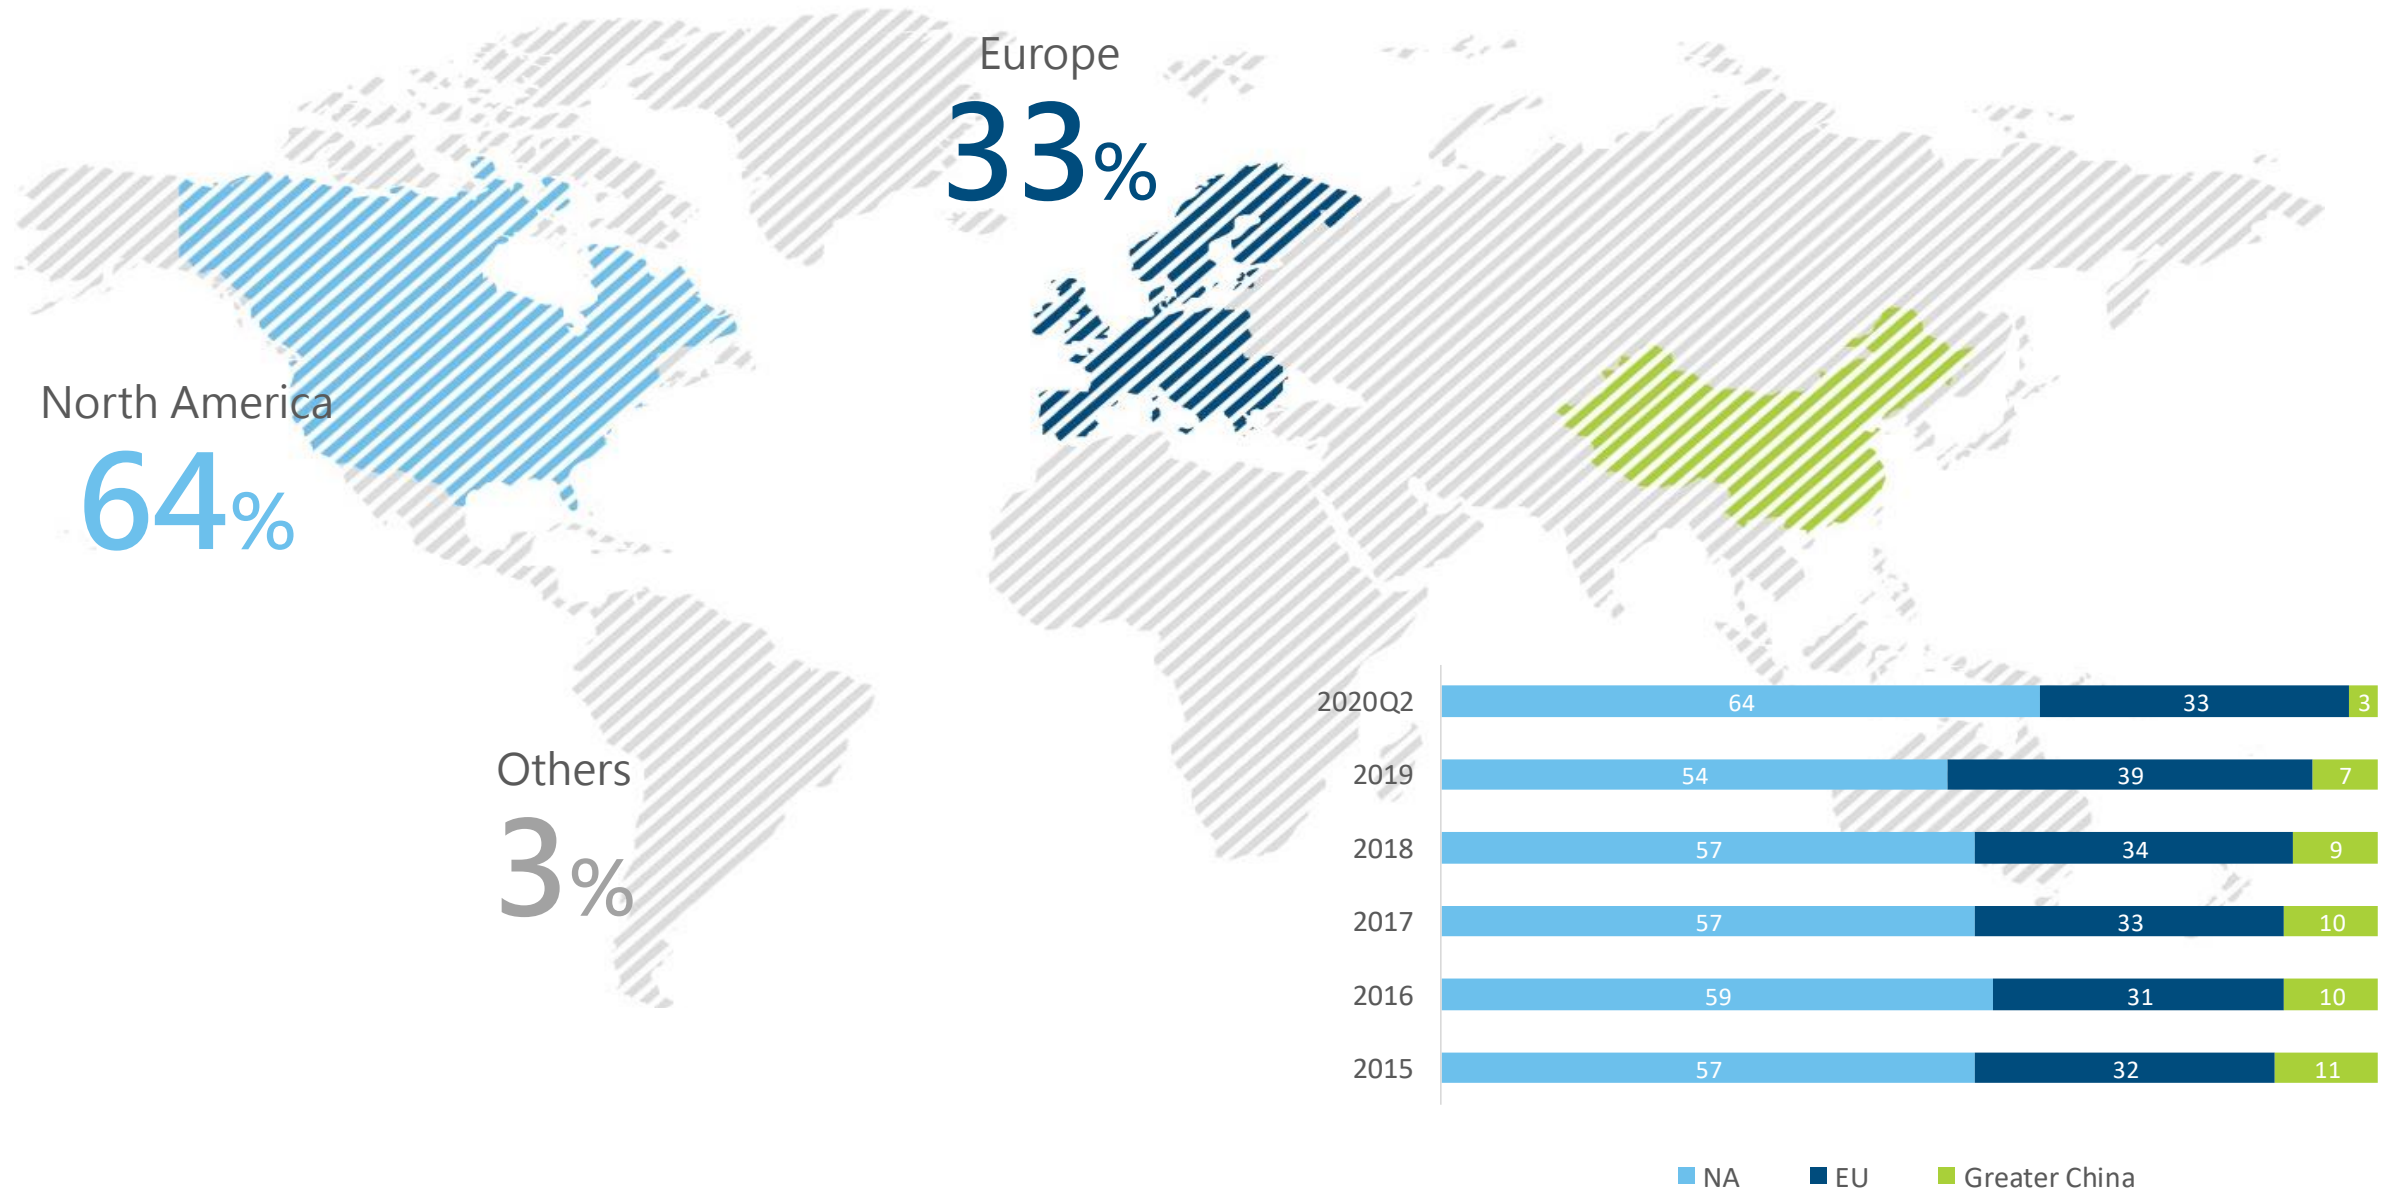 Europe
33%
North America
64%
Others
3%
2020Q2 64 33 3
2019 54 39 7
2018 57 34 9
2017 57 33 10
2016 59 31 10
2015 57 32 11
NA EU Greater China